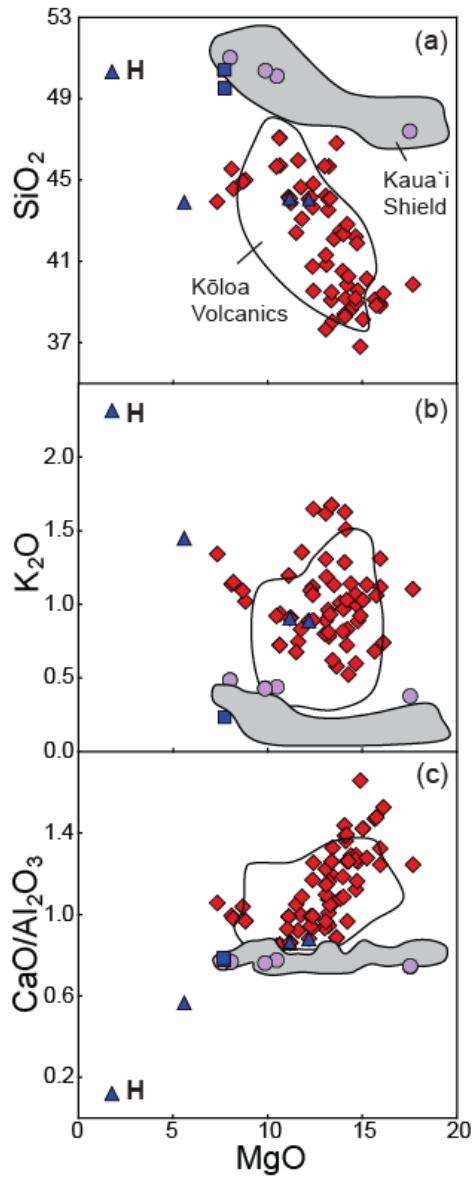 53
(a)
H
49
Kaua`i
Shield
SiO₂
45
41
Kōloa
Volcanics
37
H
(b)
2.0
K₂O
1.5
1.0
0.5
0.0
(c)
1.4
CaO/Al₂O₃
1.0
0.6
H
0.2
0 5 10 15 20
MgO